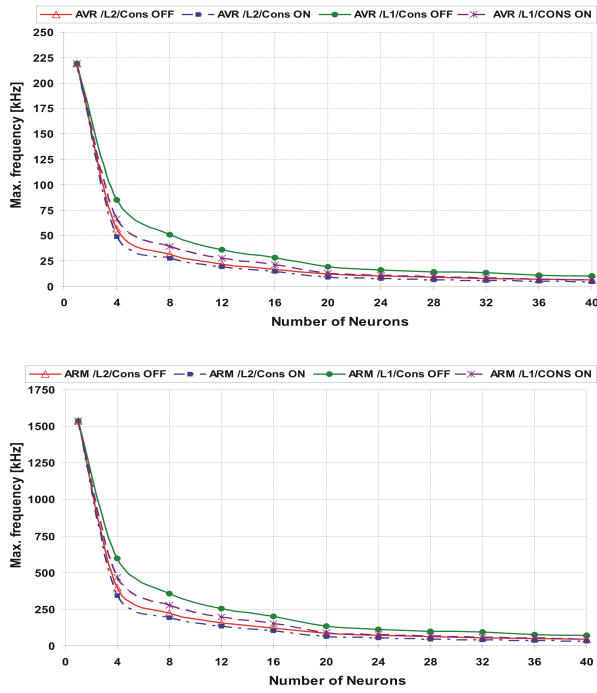 AVR /L2/Cons OFF AVR /L2/Cons ON AVR /L1/Cons OFF AVR /L1/CONS ON
250
225
200
175
150
125
100
75
50
25
0
Max. frequency [kHz]
0 4 8 12 16 20 24 28 32 36 40
Number of Neurons
ARM /L2/Cons OFF ARM /L2/Cons ON ARM /L1/Cons OFF ARM /L1/CONS ON
1750
1500
1250
1000
750
500
250
0
Max. frequency [kHz]
0 4 8 12 16 20 24 28 32 36 40
Number of Neurons